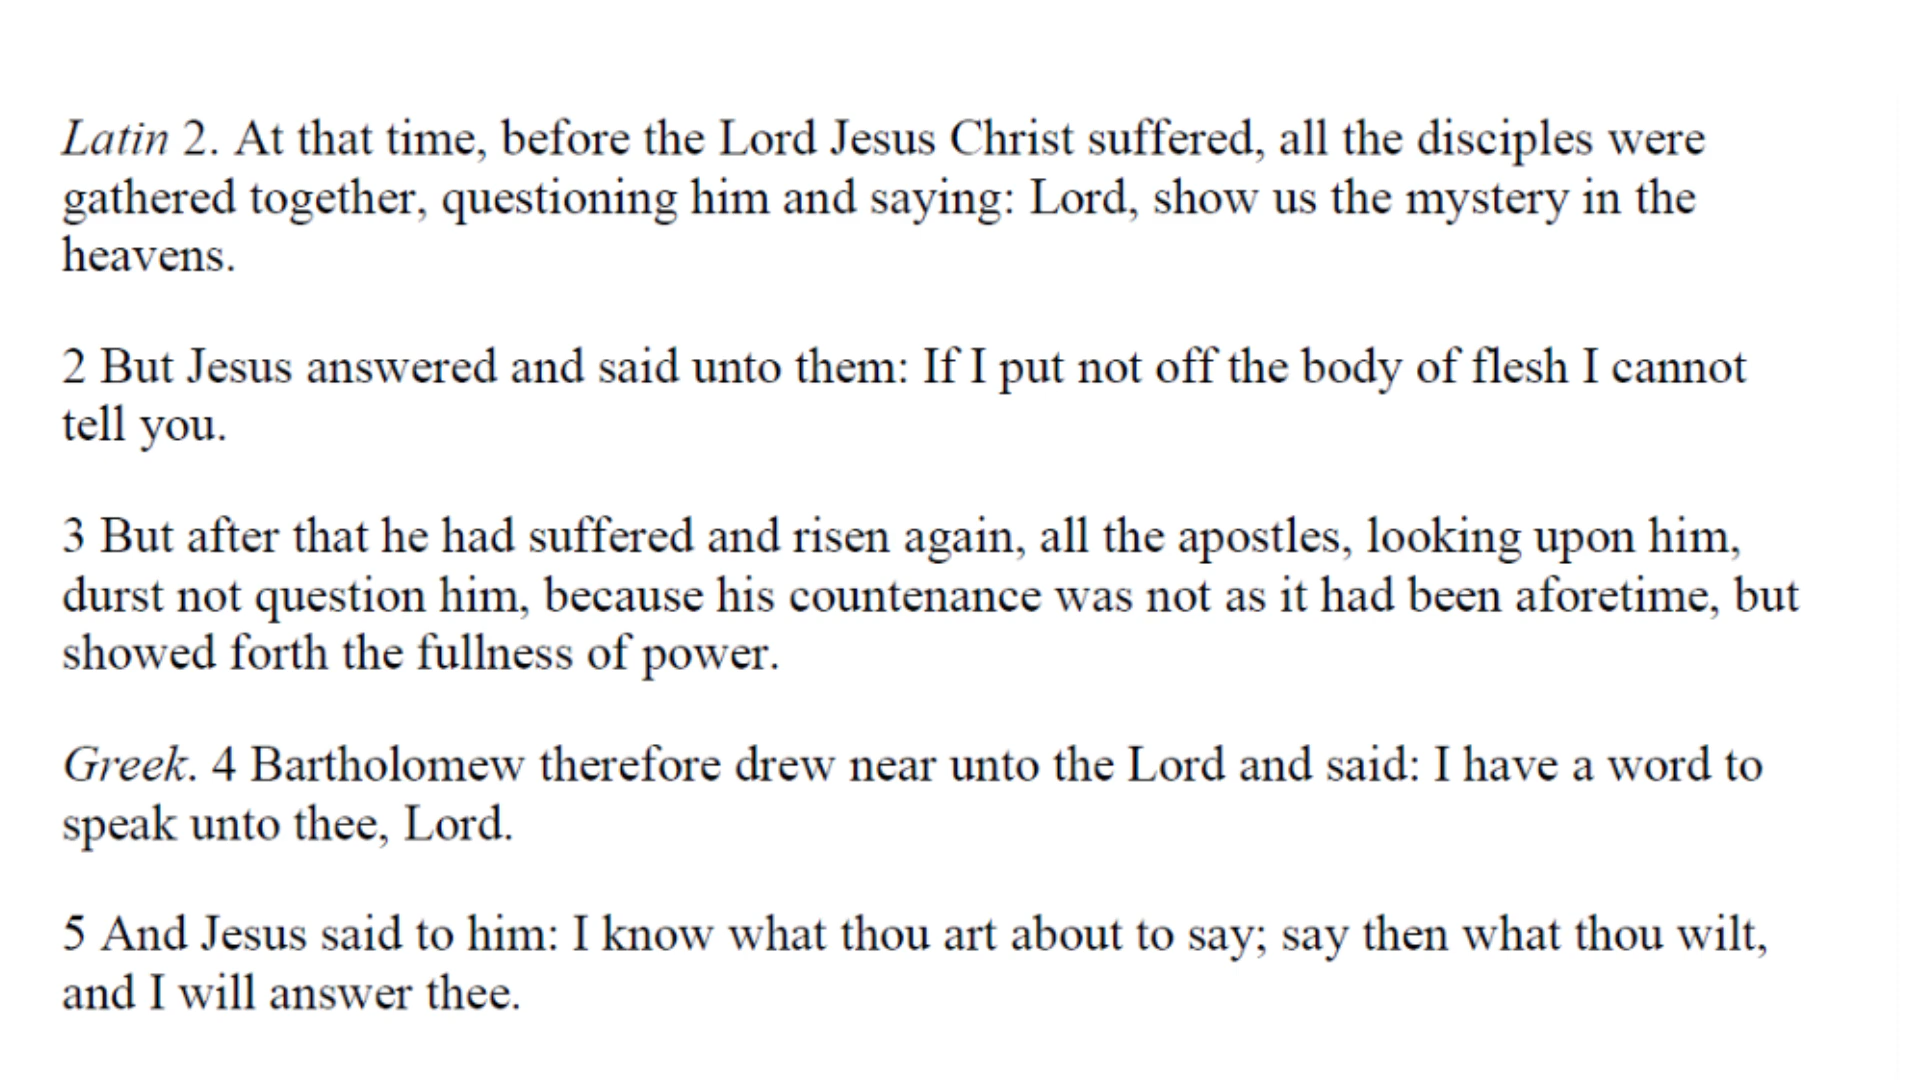 Latin 2. At that time, before the Lord Jesus Christ suffered, all the disciples were
gathered together, questioning him and saying: Lord, show us the mystery in the
heavens.
2 But Jesus answered and said unto them: If I put not off the body of flesh I cannot
tell you.
3 But after that he had suffered and risen again, all the apostles, looking upon him,
durst not question him, because his countenance was not as it had been aforetime, but
showed forth the fullness of power.
Greek. 4 Bartholomew therefore drew near unto the Lord and said: I have a word to
speak unto thee, Lord.
5 And Jesus said to him: I know what thou art about to say; say then what thou wilt,
and I will answer thee.